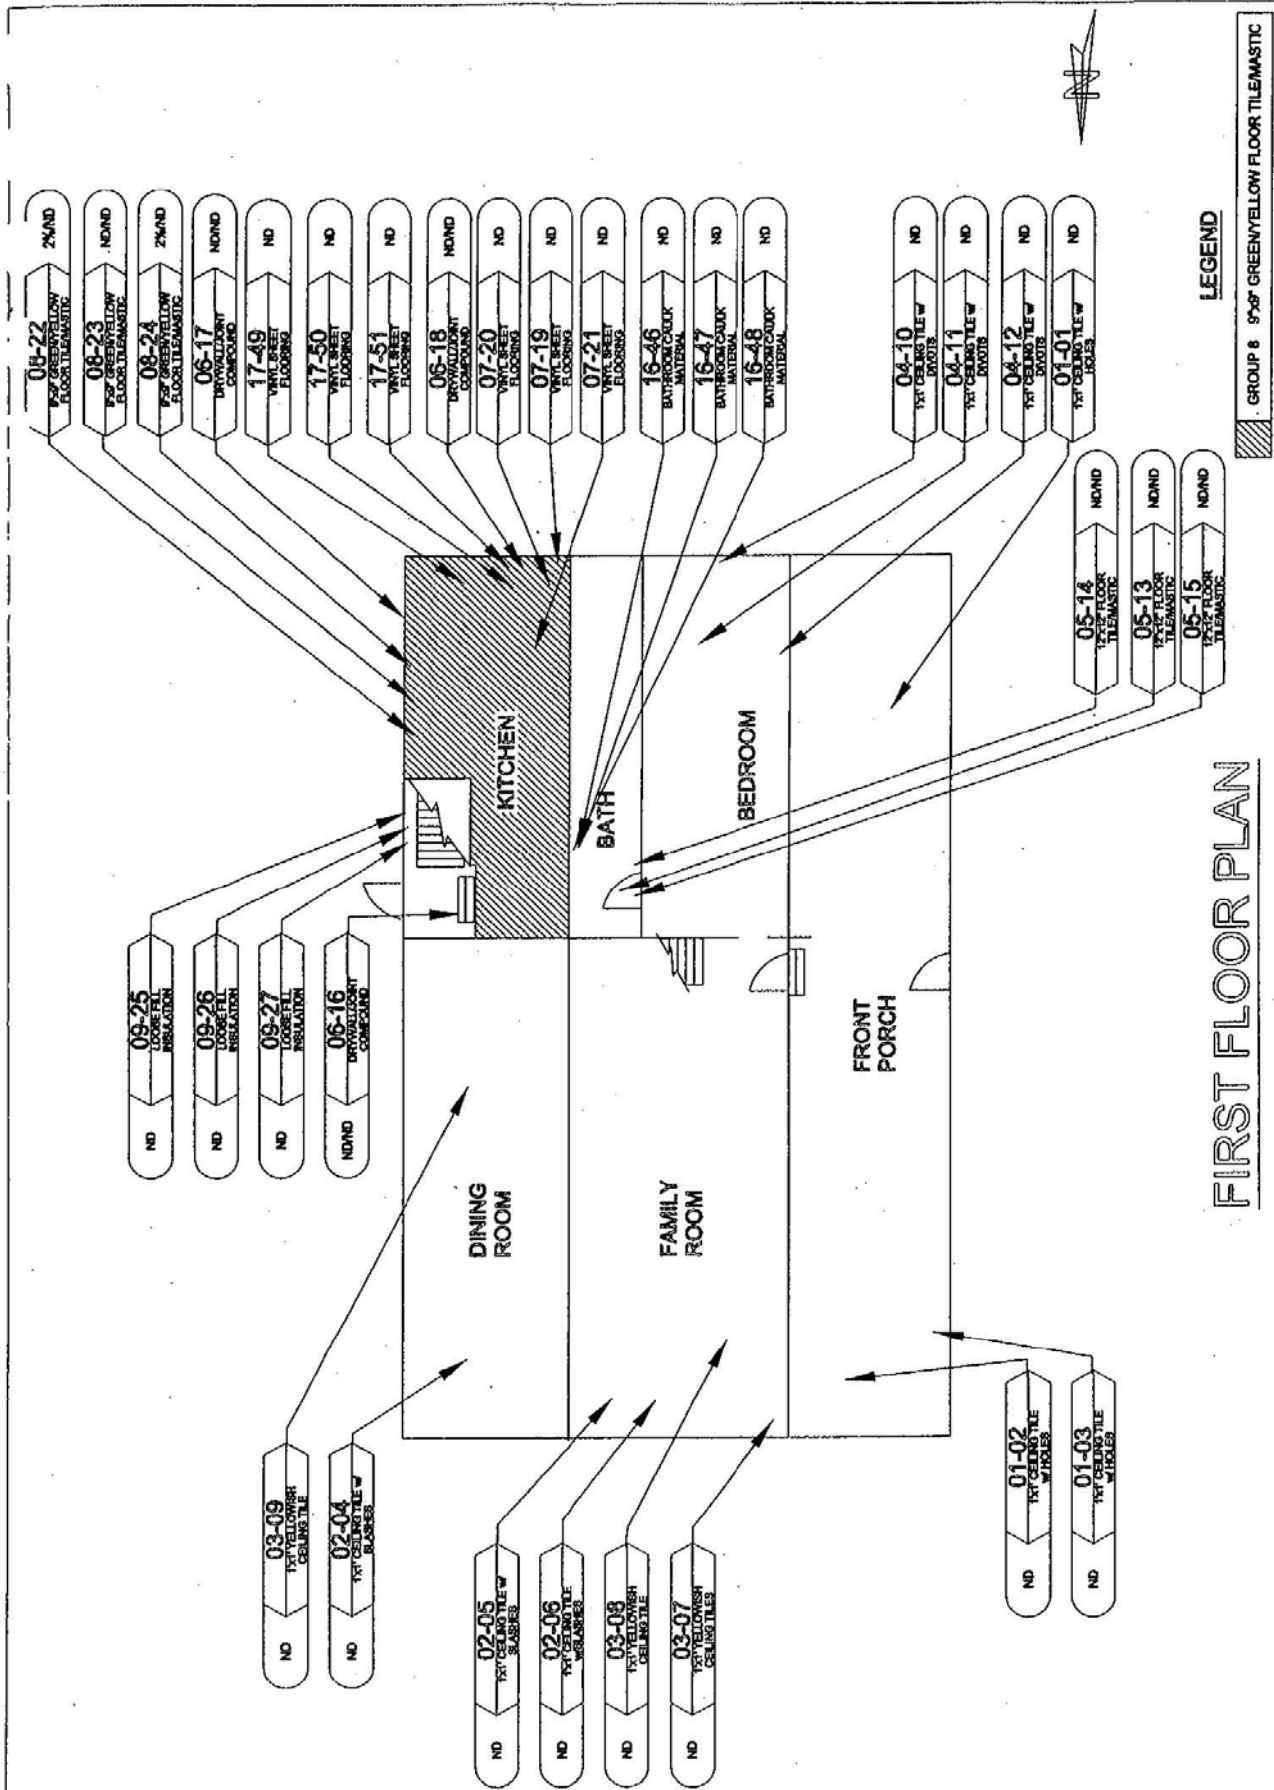 08-22
9"x9" GREEN/YELLOW
FLOOR TILE/MASTIC
2%/ND
08-23
9"x9" GREEN/YELLOW
FLOOR TILE/MASTIC
ND/ND
08-24
9"x9" GREEN/YELLOW
FLOOR TILE/MASTIC
2%/ND
06-17
DRYWALL/JOINT
COMPOUND
ND/ND
17-49
VINYL SHEET
FLOORING
ND
17-50
VINYL SHEET
FLOORING
ND
17-51
VINYL SHEET
FLOORING
ND
06-18
DRYWALL/JOINT
COMPOUND
ND/ND
07-20
VINYL SHEET
FLOORING
ND
07-19
VINYL SHEET
FLOORING
ND
07-21
VINYL SHEET
FLOORING
ND
16-46
BATHROOM CAULK
MATERIAL
ND
16-47
BATHROOM CAULK
MATERIAL
ND
16-48
BATHROOM CAULK
MATERIAL
ND
04-10
1'x1' CEILING TILE w/
DIVOTS
ND
04-11
1'x1' CEILING TILE w/
DIVOTS
ND
04-12
1'x1' CEILING TILE w/
DIVOTS
ND
01-01
1'x1' CEILING TILE w/
HOLES
ND
05-14
12"x12" FLOOR
TILE/MASTIC
ND/ND
05-13
12"x12" FLOOR
TILE/MASTIC
ND/ND
05-15
12"x12" FLOOR
TILE/MASTIC
ND/ND
09-25
LOOSE FILL
INSULATION
ND
09-26
LOOSE FILL
INSULATION
ND
09-27
LOOSE FILL
INSULATION
ND
06-16
DRYWALL/JOINT
COMPOUND
ND/ND
KITCHEN
BATH
BEDROOM
DINING
ROOM
FAMILY
ROOM
FRONT
PORCH
03-09
1'x1' YELLOWISH
CEILING TILE
ND
02-04
1'x1' CEILING TILE w/
SLASHES
ND
02-05
1'x1' CEILING TILE w/
SLASHES
ND
02-06
1'x1' CEILING TILE
w/SLASHES
ND
03-08
1'x1' YELLOWISH
CEILING TILE
ND
03-07
1'x1' YELLOWISH
CEILING TILES
ND
01-02
1'x1' CEILING TILE
w/ HOLES
ND
01-03
1'x1' CEILING TILE
w/ HOLES
ND
N
LEGEND
GROUP 8 9"x9" GREEN/YELLOW FLOOR TILE/MASTIC
FIRST FLOOR PLAN